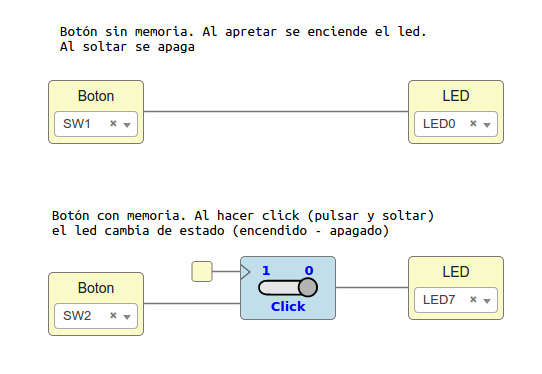 Boton sin memoria. Al apretar se enciende el led.
Al soltar se apaga
Boton
SW1 ×
LED
LED0 ×
Botón con memoria. Al hacer click (pulsar y soltar)
el led cambia de estado (encendido - apagado)
Boton
SW2 ×
1 0
Click
LED
LED7 ×